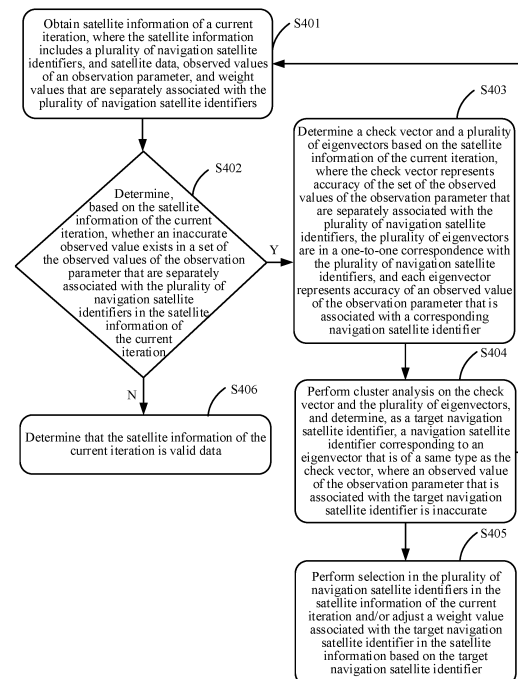 S401
Obtain satellite information of a current
iteration, where the satellite information
includes a plurality of navigation satellite
identifiers, and satellite data, observed values
of an observation parameter, and weight
values that are separately associated with the
plurality of navigation satellite identifiers
S402
Determine,
based on the satellite
information of the current
iteration, whether an inaccurate
observed value exists in a set of
the observed values of the observation
parameter that are separately
associated with the plurality of
navigation satellite
identifiers in the satellite
information of
the current
iteration
Y
N
S403
Determine a check vector and a plurality
of eigenvectors based on the satellite
information of the current iteration,
where the check vector represents
accuracy of the set of the observed
values of the observation parameter that
are separately associated with the
plurality of navigation satellite
identifiers, the plurality of eigenvectors
are in a one-to-one correspondence with
the plurality of navigation satellite
identifiers, and each eigenvector
represents accuracy of an observed value
of the observation parameter that is
associated with a corresponding
navigation satellite identifier
S406
Determine that the satellite information of the
current iteration is valid data
S404
Perform cluster analysis on the check
vector and the plurality of eigenvectors,
and determine, as a target navigation
satellite identifier, a navigation satellite
identifier corresponding to an
eigenvector that is of a same type as the
check vector, where an observed value
of the observation parameter that is
associated with the target navigation
satellite identifier is inaccurate
S405
Perform selection in the plurality of
navigation satellite identifiers in the
satellite information of the current
iteration and/or adjust a weight value
associated with the target navigation
satellite identifier in the satellite
information based on the target
navigation satellite identifier